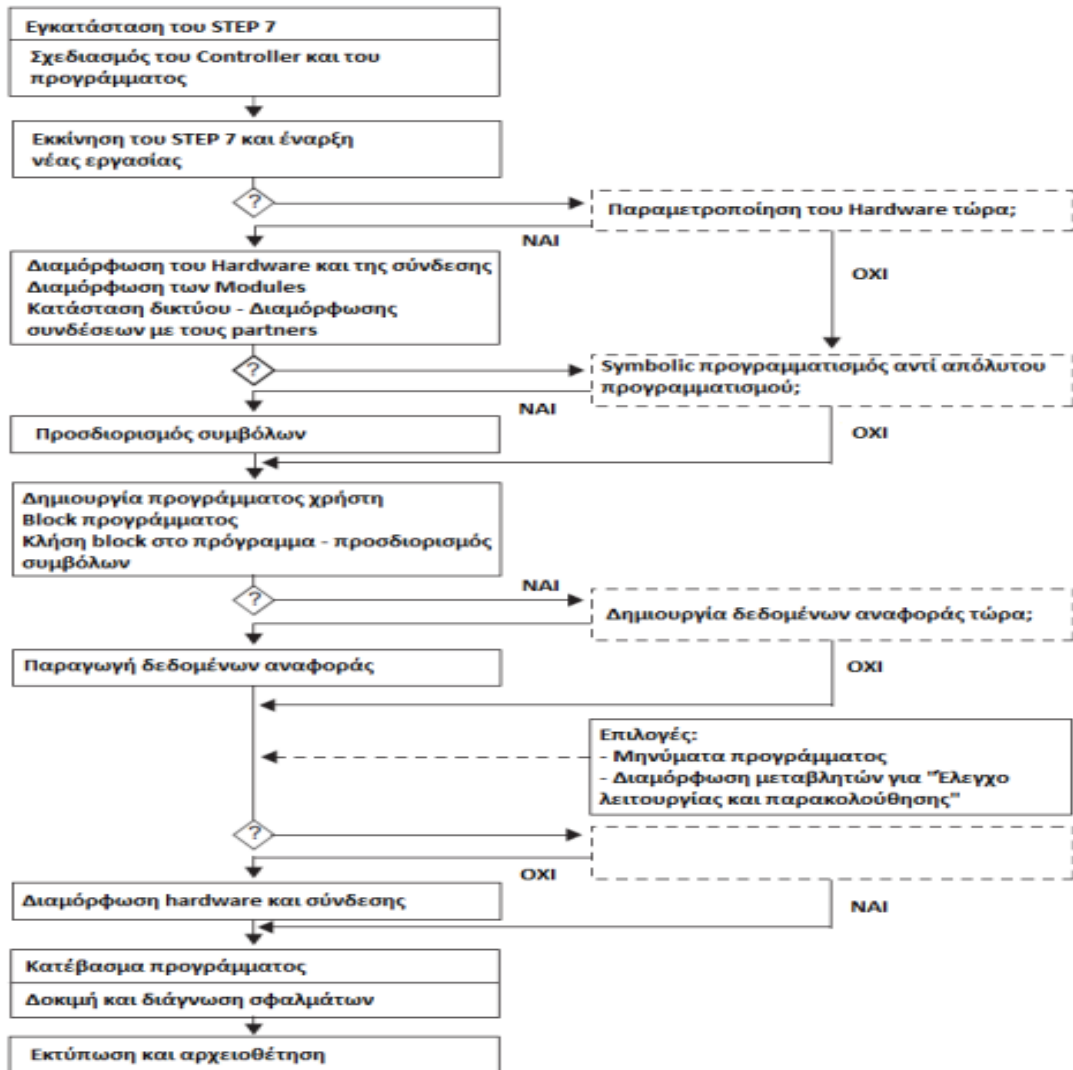 Εγκατάσταση του STEP 7
Σχεδιασμός του Controller και του
προγράμματος
Εκκίνηση του STEP 7 και έναρξη
νέας εργασίας
?
Παραμετροποίηση του Hardware τώρα;
ΝΑΙ
ΟΧΙ
Διαμόρφωση του Hardware και της σύνδεσης
Διαμόρφωση των Modules
Κατάσταση δικτύου - Διαμόρφωσης
συνδέσεων με τους partners
?
Symbolic προγραμματισμός αντί απόλυτου
προγραμματισμού;
ΝΑΙ
ΟΧΙ
Προσδιορισμός συμβόλων
Δημιουργία προγράμματος χρήστη
Block προγράμματος
Κλήση block στο πρόγραμμα - προσδιορισμός
συμβόλων
?
ΝΑΙ
Δημιουργία δεδομένων αναφοράς τώρα;
ΟΧΙ
Παραγωγή δεδομένων αναφοράς
Επιλογές:
- Μηνύματα προγράμματος
- Διαμόρφωση μεταβλητών για "Έλεγχο
λειτουργίας και παρακολούθησης"
?
ΟΧΙ
ΝΑΙ
Διαμόρφωση hardware και σύνδεσης
Κατέβασμα προγράμματος
Δοκιμή και διάγνωση σφαλμάτων
Εκτύπωση και αρχειοθέτηση